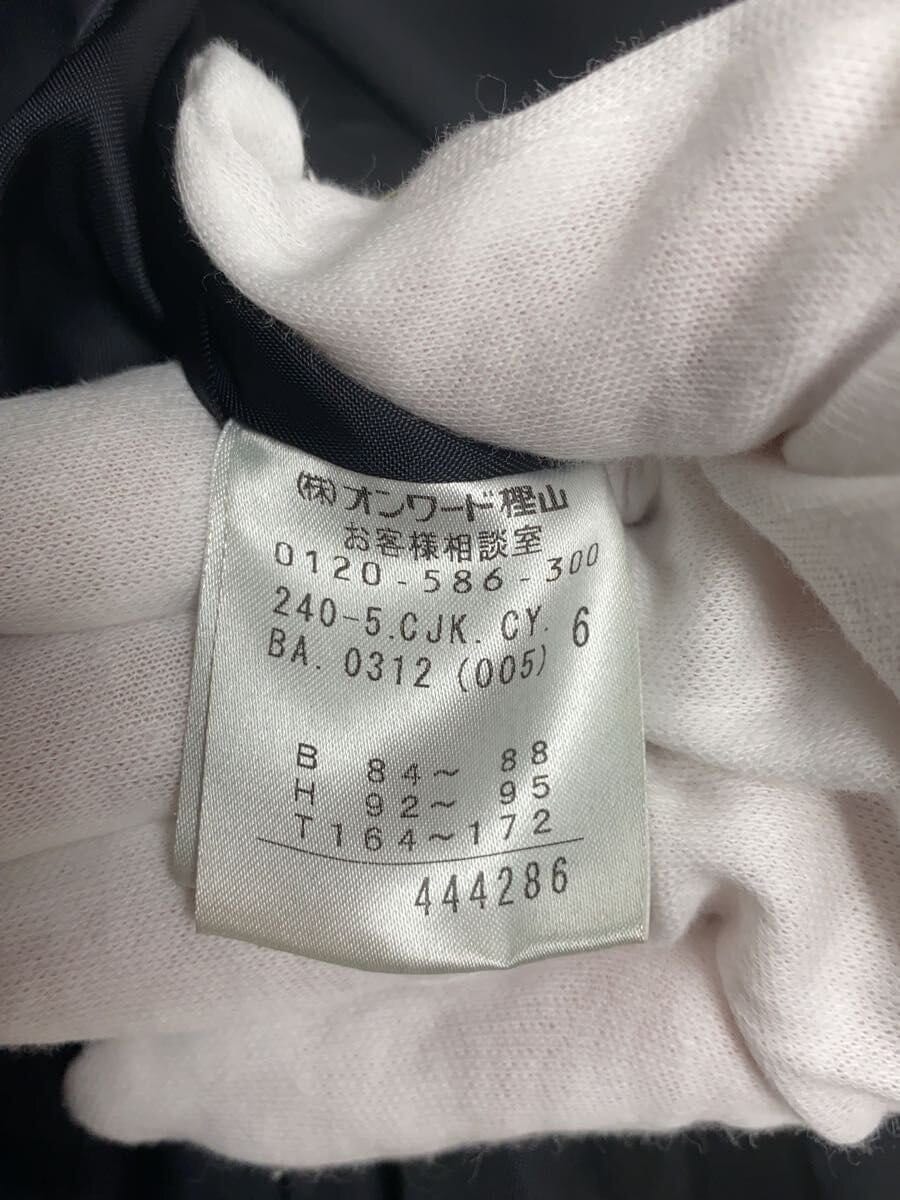 (株)オンワード樫山
お客様相談室
0120-586-300
240-5.CJK. CY. 6
BA. 0312 (005)
B 84~ 88
H 92~ 95
T164~172
444286